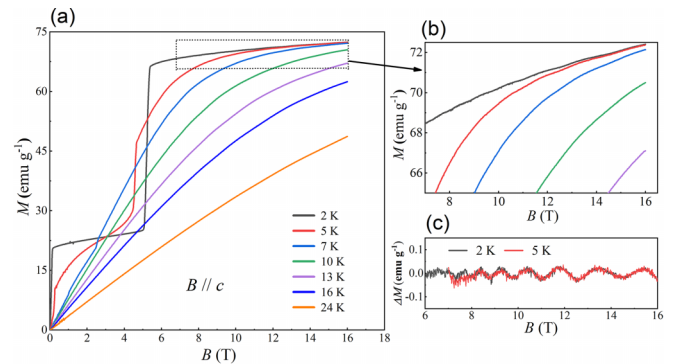 (a)
75
60
45
30
15
0
M (emu g⁻¹)
2 K
5 K
7 K
10 K
13 K
16 K
24 K
B // c
0 2 4 6 8 10 12 14 16 18
B (T)
(b)
72
70
68
66
M (emu g⁻¹)
8 10 12 14 16
B (T)
(c)
0.1
0.0
-0.1
ΔM (emu g⁻¹)
2 K 5 K
6 8 10 12 14 16
B (T)